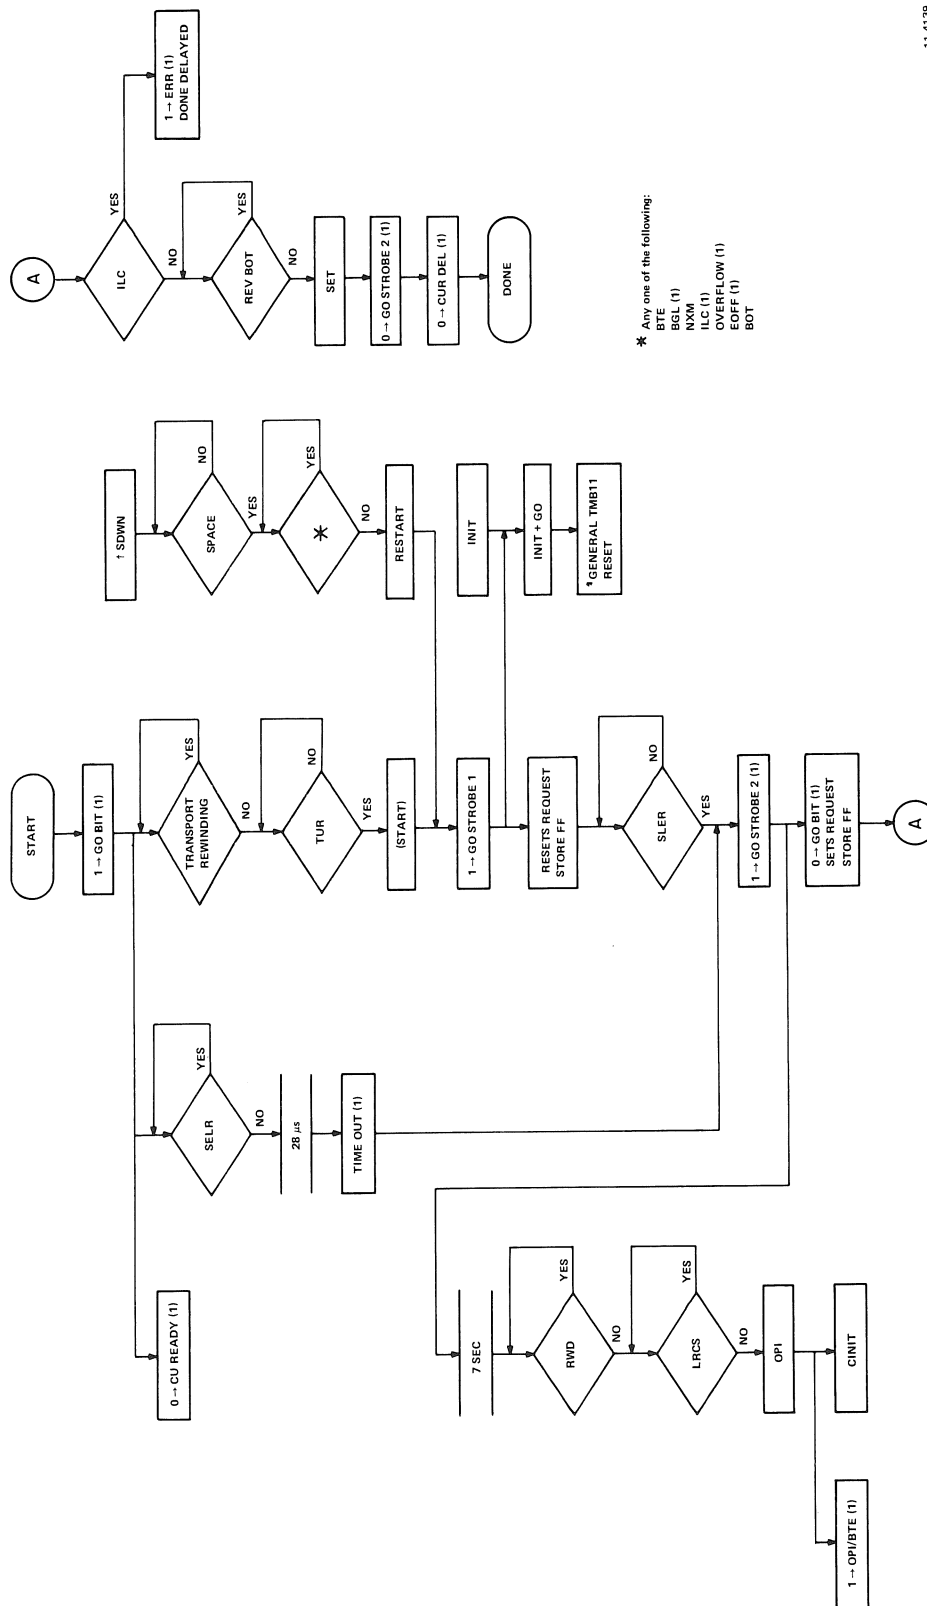 START
1 → GO BIT (1)
0 → CU READY (1)
SELR
YES
NO
28 μs
TIME OUT (1)
TRANSPORT
REWINDING
YES
NO
TUR
NO
YES
(START)
1 → GO STROBE 1
RESETS REQUEST
STORE FF
SLER
NO
YES
1 → GO STROBE 2 (1)
0 → GO BIT (1)
SETS REQUEST
STORE FF
A
7 SEC
RWD
YES
NO
LRCS
YES
NO
OPI
CINIT
1 → OPI/BTE (1)
↑ SDWN
SPACE
NO
YES
*
YES
NO
RESTART
INIT
INIT + GO
GENERAL TMB11
RESET
A
ILC
YES
1 → ERR (1)
DONE DELAYED
NO
REV BOT
YES
NO
SET
0 → GO STROBE 2 (1)
0 → CUR DEL (1)
DONE
* Any one of the following:
BTE
BGL (1)
NXM
ILC (1)
OVERFLOW (1)
EOFF (1)
BOT